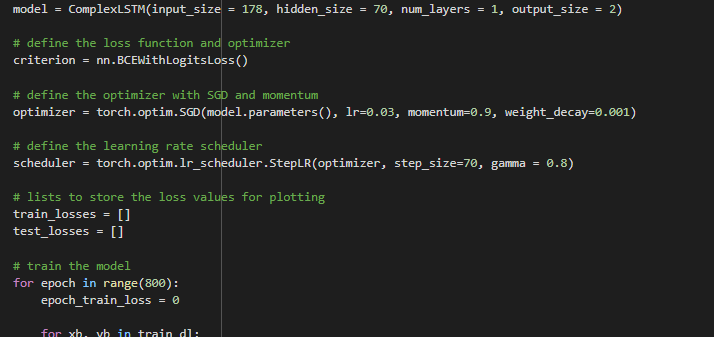 model = ComplexLSTM(input_size = 178, hidden_size = 70, num_layers = 1, output_size = 2)
# define the loss function and optimizer
criterion = nn.BCEWithLogitsLoss()
# define the optimizer with SGD and momentum
optimizer = torch.optim.SGD(model.parameters(), lr=0.03, momentum=0.9, weight_decay=0.001)
# define the learning rate scheduler
scheduler = torch.optim.lr_scheduler.StepLR(optimizer, step_size=70, gamma = 0.8)
# lists to store the loss values for plotting
train_losses = []
test_losses = []
# train the model
for epoch in range(800):
    epoch_train_loss = 0
    for xb, yb in train_dl: